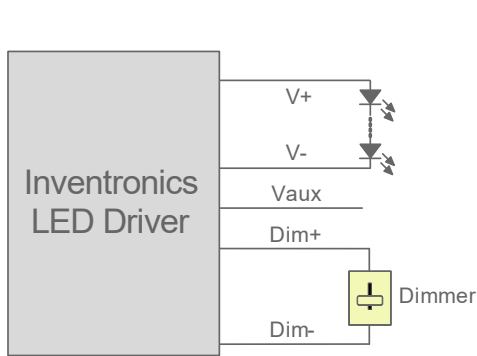 Inventronics
LED Driver
V+
V-
Vaux
Dim+
Dimmer
Dim-